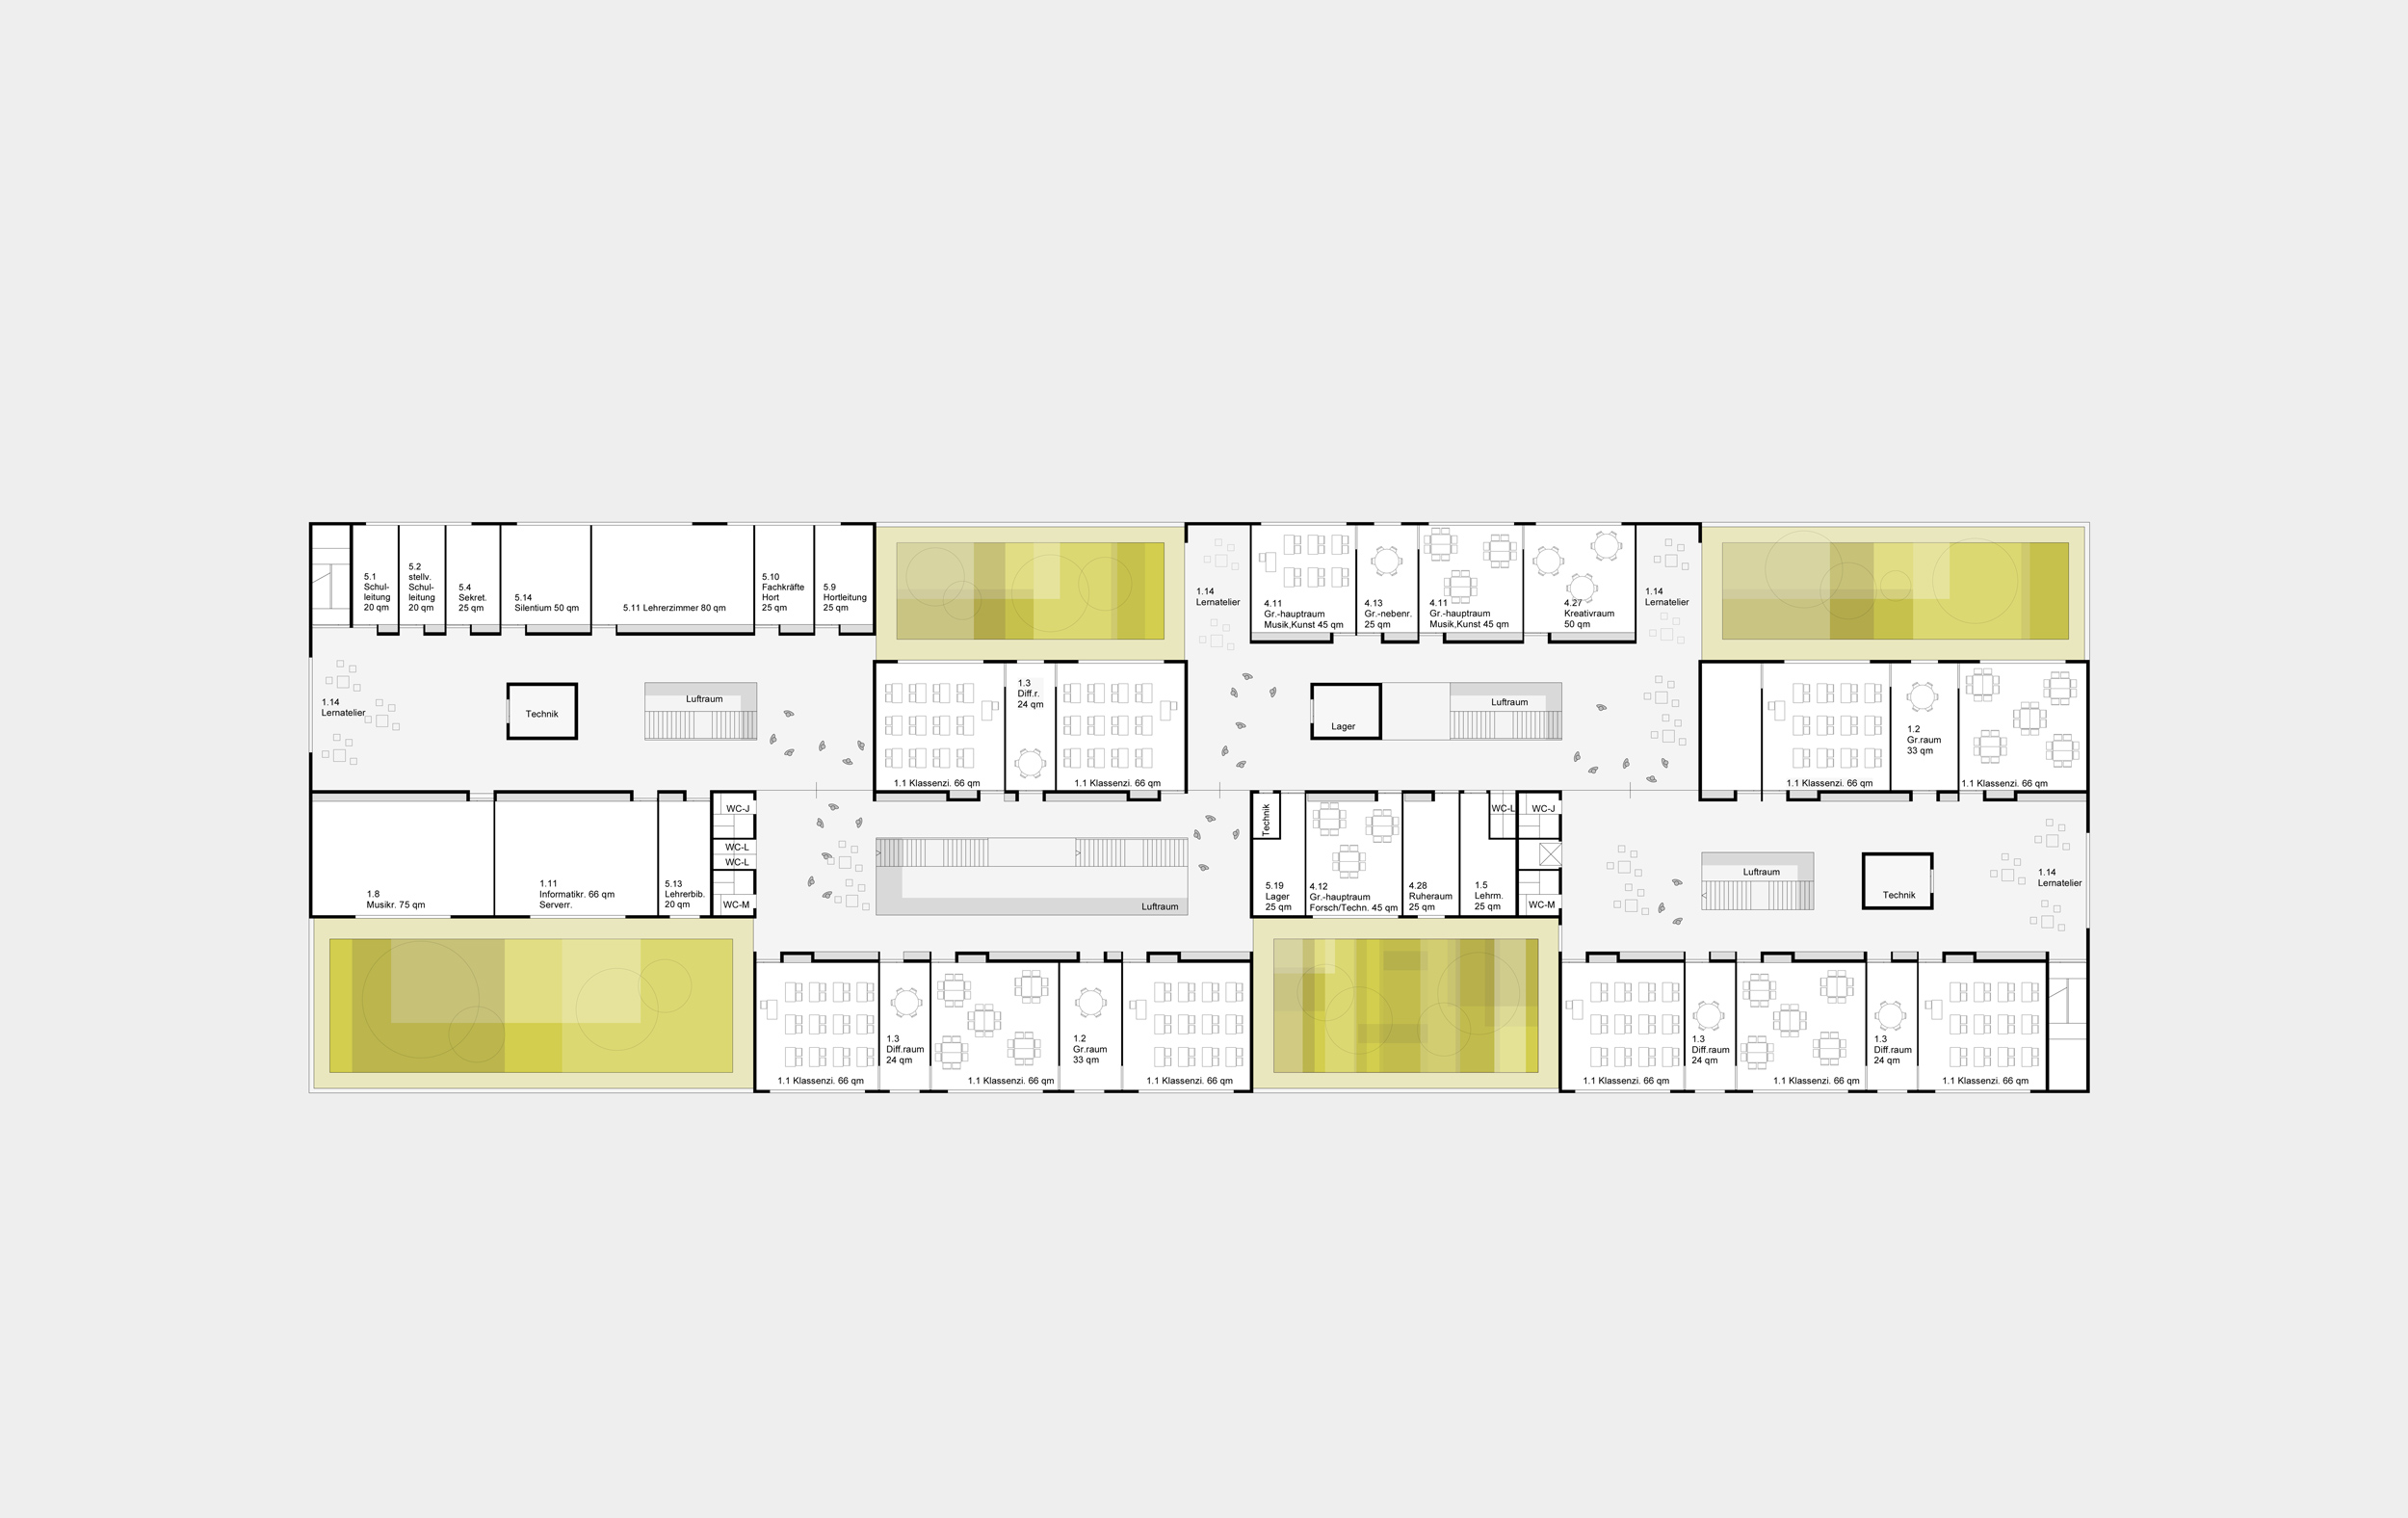 5.1
Schul-
leitung
20 qm
5.2
stellv.
Schul-
leitung
20 qm
5.4
Sekret.
25 qm
5.14
Silentium 50 qm
5.11 Lehrerzimmer 80 qm
5.10
Fachkräfte
Hort
25 qm
5.9
Hortleitung
25 qm
1.14
Lernatelier
4.11
Gr.-hauptraum
Musik,Kunst 45 qm
4.13
Gr.-nebenr.
25 qm
4.11
Gr.-hauptraum
Musik,Kunst 45 qm
4.27
Kreativraum
50 qm
1.14
Lernatelier
1.14
Lernatelier
Technik
Luftraum
1.1 Klassenzi. 66 qm
1.3
Diff.r.
24 qm
1.1 Klassenzi. 66 qm
Lager
Luftraum
1.1 Klassenzi. 66 qm
1.2
Gr.raum
33 qm
1.1 Klassenzi. 66 qm
1.8
Musikr. 75 qm
1.11
Informatikr. 66 qm
Serverr.
5.13
Lehrerbib.
20 qm
WC-J
WC-L
WC-L
WC-M
Luftraum
Technik
5.19
Lager
25 qm
4.12
Gr.-hauptraum
Forsch/Techn. 45 qm
4.28
Ruheraum
25 qm
1.5
Lehrm.
25 qm
WC-L
WC-J
WC-M
Luftraum
Technik
1.14
Lernatelier
1.1 Klassenzi. 66 qm
1.3
Diff.raum
24 qm
1.1 Klassenzi. 66 qm
1.2
Gr.raum
33 qm
1.1 Klassenzi. 66 qm
1.1 Klassenzi. 66 qm
1.3
Diff.raum
24 qm
1.1 Klassenzi. 66 qm
1.3
Diff.raum
24 qm
1.1 Klassenzi. 66 qm